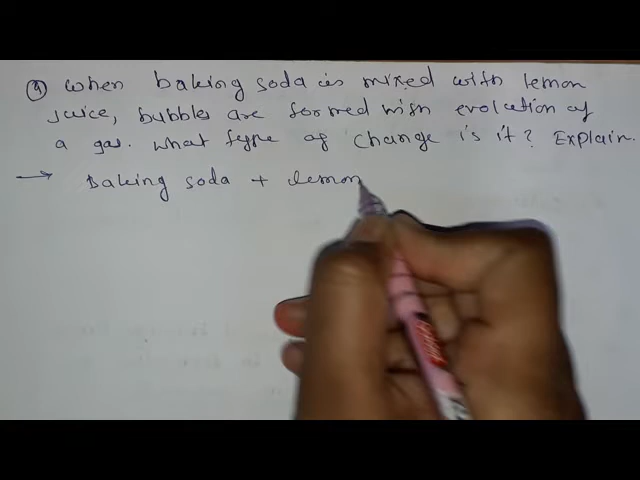 9 when baking soda is mixed with lemon
juice, bubbles are formed with evolution of
a gas. what type of change is it? Explain.
→ Baking soda + lemon